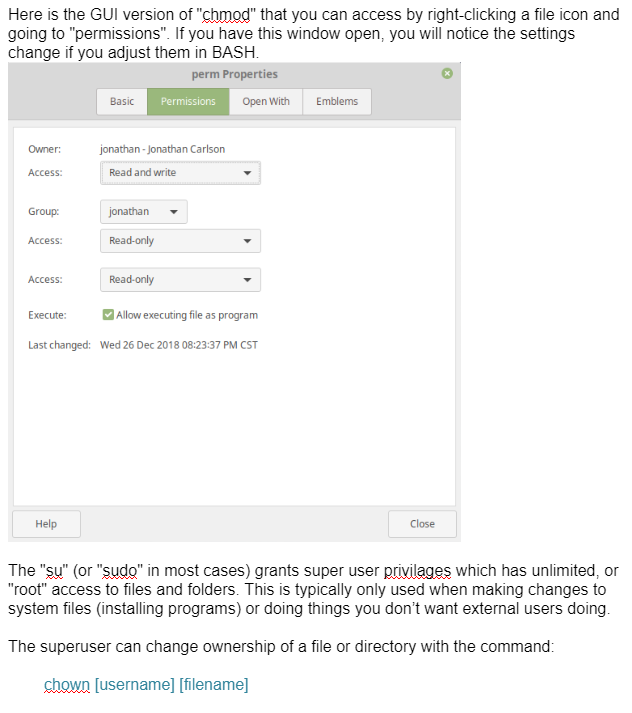 Here is the GUI version of "chmod" that you can access by right-clicking a file icon and
going to "permissions". If you have this window open, you will notice the settings
change if you adjust them in BASH.
perm Properties
Basic Permissions Open With Emblems
Owner: jonathan - Jonathan Carlson
Access: Read and write
Group: jonathan
Access: Read-only
Access: Read-only
Execute: Allow executing file as program
Last changed: Wed 26 Dec 2018 08:23:37 PM CST
Help Close
The "su" (or "sudo" in most cases) grants super user privilages which has unlimited, or
"root" access to files and folders. This is typically only used when making changes to
system files (installing programs) or doing things you don't want external users doing.
The superuser can change ownership of a file or directory with the command:
chown [username] [filename]